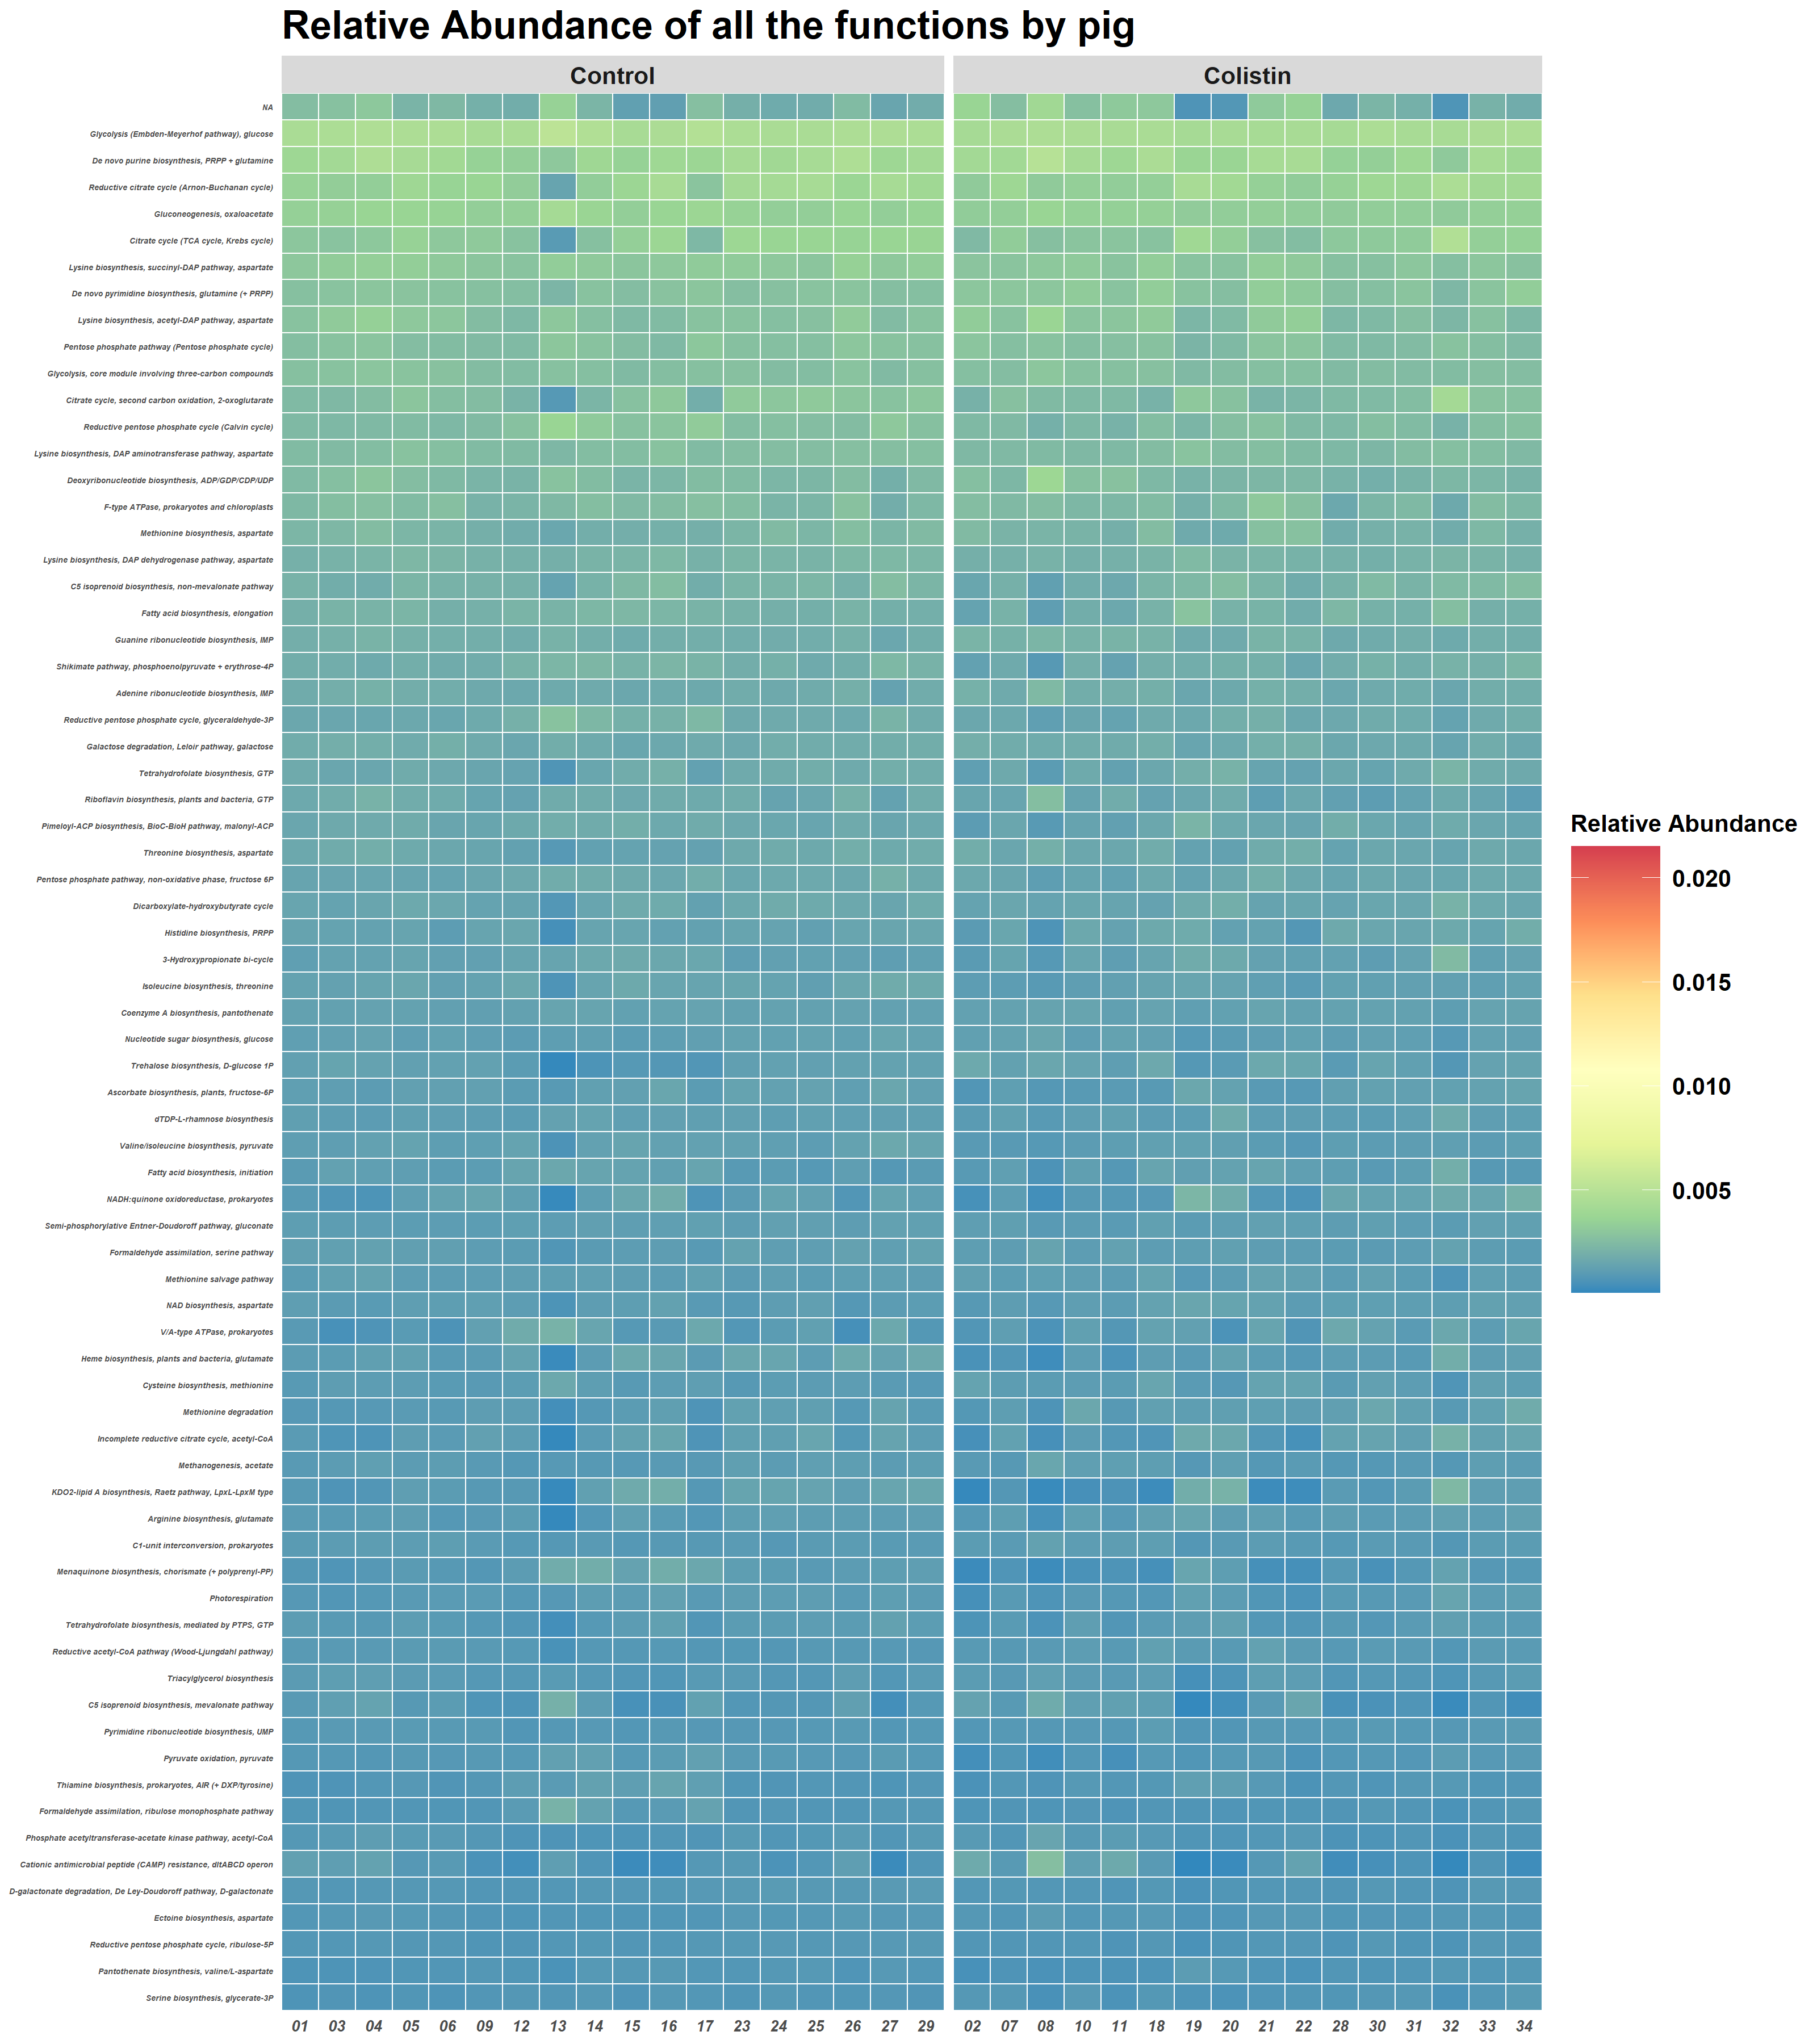 Relative Abundance of all the functions by pig
Control
Colistin
NA
Glycolysis (Embden-Meyerhof pathway), glucose
De novo purine biosynthesis, PRPP + glutamine
Reductive citrate cycle (Arnon-Buchanan cycle)
Gluconeogenesis, oxaloacetate
Citrate cycle (TCA cycle, Krebs cycle)
Lysine biosynthesis, succinyl-DAP pathway, aspartate
De novo pyrimidine biosynthesis, glutamine (+ PRPP)
Lysine biosynthesis, acetyl-DAP pathway, aspartate
Pentose phosphate pathway (Pentose phosphate cycle)
Glycolysis, core module involving three-carbon compounds
Citrate cycle, second carbon oxidation, 2-oxoglutarate
Reductive pentose phosphate cycle (Calvin cycle)
Lysine biosynthesis, DAP aminotransferase pathway, aspartate
Deoxyribonucleotide biosynthesis, ADP/GDP/CDP/UDP
F-type ATPase, prokaryotes and chloroplasts
Methionine biosynthesis, aspartate
Lysine biosynthesis, DAP dehydrogenase pathway, aspartate
C5 isoprenoid biosynthesis, non-mevalonate pathway
Fatty acid biosynthesis, elongation
Guanine ribonucleotide biosynthesis, IMP
Shikimate pathway, phosphoenolpyruvate + erythrose-4P
Adenine ribonucleotide biosynthesis, IMP
Reductive pentose phosphate cycle, glyceraldehyde-3P
Galactose degradation, Leloir pathway, galactose
Tetrahydrofolate biosynthesis, GTP
Riboflavin biosynthesis, plants and bacteria, GTP
Pimeloyl-ACP biosynthesis, BioC-BioH pathway, malonyl-ACP
Threonine biosynthesis, aspartate
Pentose phosphate pathway, non-oxidative phase, fructose 6P
Dicarboxylate-hydroxybutyrate cycle
Histidine biosynthesis, PRPP
3-Hydroxypropionate bi-cycle
Isoleucine biosynthesis, threonine
Coenzyme A biosynthesis, pantothenate
Nucleotide sugar biosynthesis, glucose
Trehalose biosynthesis, D-glucose 1P
Ascorbate biosynthesis, plants, fructose-6P
dTDP-L-rhamnose biosynthesis
Valine/isoleucine biosynthesis, pyruvate
Fatty acid biosynthesis, initiation
NADH:quinone oxidoreductase, prokaryotes
Semi-phosphorylative Entner-Doudoroff pathway, gluconate
Formaldehyde assimilation, serine pathway
Methionine salvage pathway
NAD biosynthesis, aspartate
V/A-type ATPase, prokaryotes
Heme biosynthesis, plants and bacteria, glutamate
Cysteine biosynthesis, methionine
Methionine degradation
Incomplete reductive citrate cycle, acetyl-CoA
Methanogenesis, acetate
KDO2-lipid A biosynthesis, Raetz pathway, LpxL-LpxM type
Arginine biosynthesis, glutamate
C1-unit interconversion, prokaryotes
Menaquinone biosynthesis, chorismate (+ polyprenyl-PP)
Photorespiration
Tetrahydrofolate biosynthesis, mediated by PTPS, GTP
Reductive acetyl-CoA pathway (Wood-Ljungdahl pathway)
Triacylglycerol biosynthesis
C5 isoprenoid biosynthesis, mevalonate pathway
Pyrimidine ribonucleotide biosynthesis, UMP
Pyruvate oxidation, pyruvate
Thiamine biosynthesis, prokaryotes, AIR (+ DXP/tyrosine)
Formaldehyde assimilation, ribulose monophosphate pathway
Phosphate acetyltransferase-acetate kinase pathway, acetyl-CoA
Cationic antimicrobial peptide (CAMP) resistance, dltABCD operon
D-galactonate degradation, De Ley-Doudoroff pathway, D-galactonate
Ectoine biosynthesis, aspartate
Reductive pentose phosphate cycle, ribulose-5P
Pantothenate biosynthesis, valine/L-aspartate
Serine biosynthesis, glycerate-3P
01 03 04 05 06 09 12 13 14 15 16 17 23 24 25 26 27 29
02 07 08 10 11 18 19 20 21 22 28 30 31 32 33 34
Relative Abundance
0.020
0.015
0.010
0.005